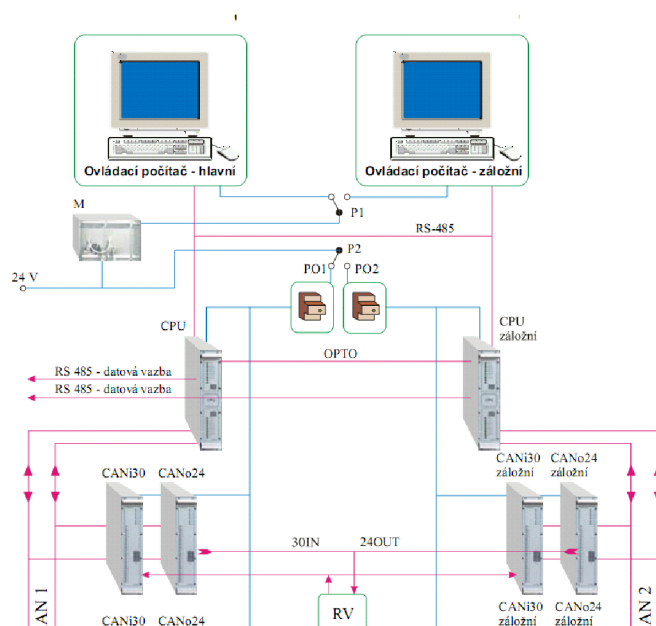 Ovládací počítač - hlavní
Ovládací počítač - záložní
M
P1
RS-485
P2
24 V
PO1
PO2
CPU
CPU
záložní
OPTO
RS 485 - datová vazba
RS 485 - datová vazba
CANi30
CANo24
CANi30
záložní
CANo24
záložní
30IN
24OUT
AN 1
RV
AN 2
CANi30
CANo24
CANi30
záložní
CANo24
záložní